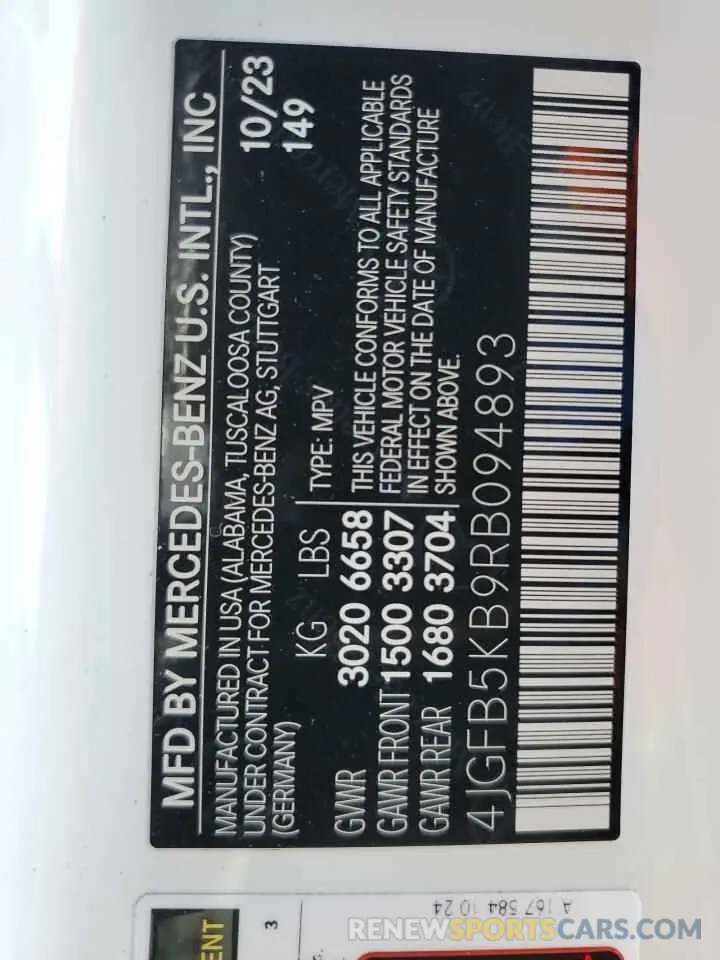 MFD BY MERCEDES-BENZ U.S. INTL., INC
MANUFACTURED IN USA (ALABAMA, TUSCALOOSA COUNTY)
UNDER CONTRACT FOR MERCEDES-BENZ AG, STUTTGART
(GERMANY)
10/23
149
KG LBS
GVWR 3020 6658
GAWR FRONT 1500 3307
GAWR REAR 1680 3704
TYPE: MPV
THIS VEHICLE CONFORMS TO ALL APPLICABLE
FEDERAL MOTOR VEHICLE SAFETY STANDARDS
IN EFFECT ON THE DATE OF MANUFACTURE
SHOWN ABOVE.
4JGFB5KB9RB094893
A 167 584 10 24
3
RENEWSPORTSCARS.COM